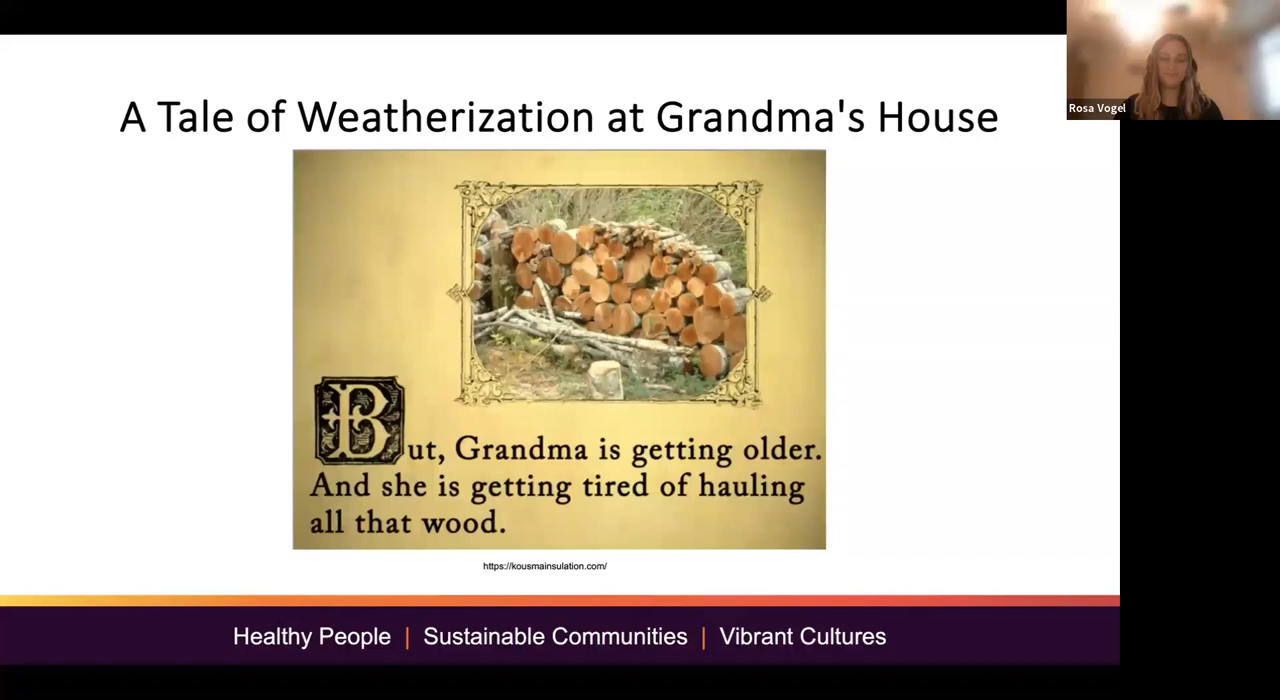 A Tale of Weatherization at Grandma's House
Rosa Vogel
But, Grandma is getting older.
And she is getting tired of hauling
all that wood.
https://kousmainsulation.com/
Healthy People | Sustainable Communities | Vibrant Cultures